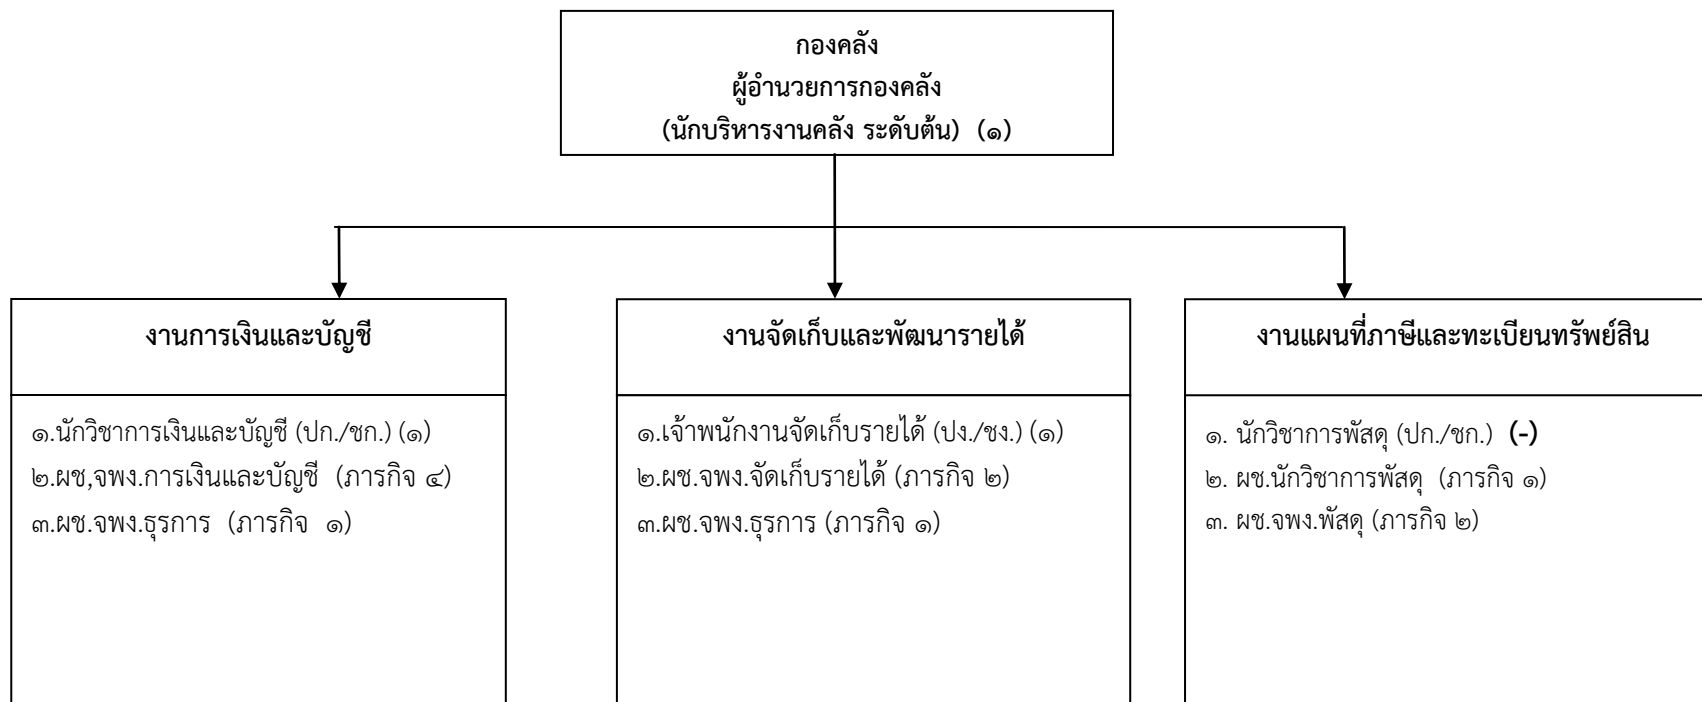 กองคลัง
ผู้อำนวยการกองคลัง
(นักบริหารงานคลัง ระดับต้น) (๑)
งานการเงินและบัญชี
๑.นักวิชาการเงินและบัญชี (ปก./ชก.) (๑)
๒.ผช,จพง.การเงินและบัญชี (ภารกิจ ๔)
๓.ผช.จพง.ธุรการ (ภารกิจ ๑)
งานจัดเก็บและพัฒนารายได้
๑.เจ้าพนักงานจัดเก็บรายได้ (ปง./ชง.) (๑)
๒.ผช.จพง.จัดเก็บรายได้ (ภารกิจ ๒)
๓.ผช.จพง.ธุรการ (ภารกิจ ๑)
งานแผนที่ภาษีและทะเบียนทรัพย์สิน
๑. นักวิชาการพัสดุ (ปก./ชก.) (-)
๒. ผช.นักวิชาการพัสดุ (ภารกิจ ๑)
๓. ผช.จพง.พัสดุ (ภารกิจ ๒)